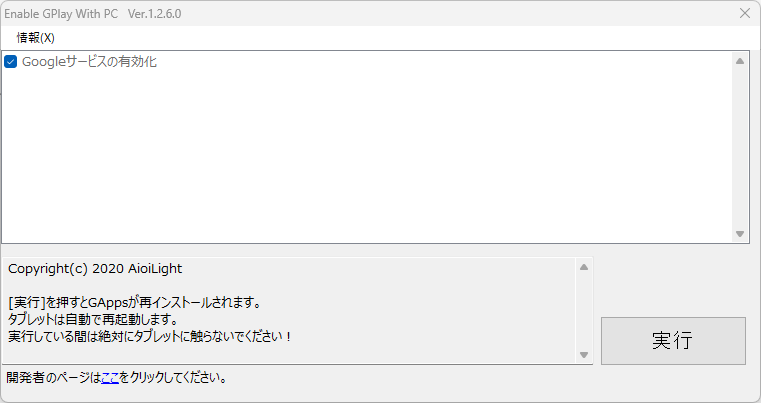 Enable GPlay With PC Ver.1.2.6.0
情報(X)
Googleサービスの有効化
Copyright(c) 2020 AioiLight
[実行]を押すとGAppsが再インストールされます。
タブレットは自動で再起動します。
実行している間は絶対にタブレットに触らないでください！
実行
開発者のページはここをクリックしてください。